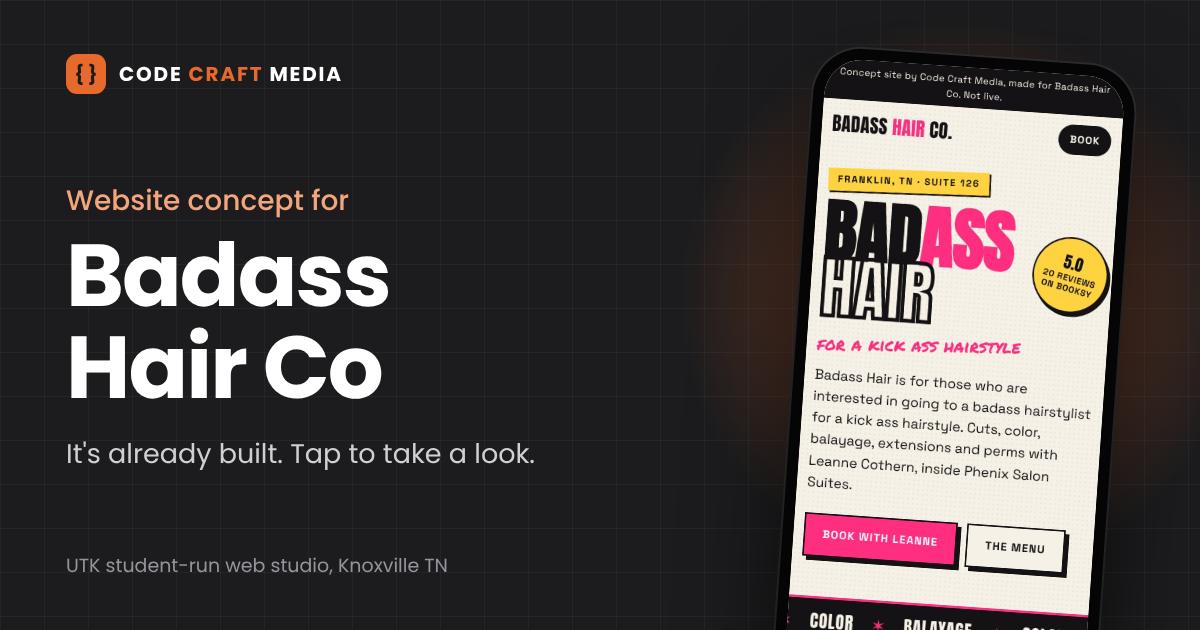 { } CODE CRAFT MEDIA
Website concept for
Badass
Hair Co
It's already built. Tap to take a look.
UTK student-run web studio, Knoxville TN
Concept site by Code Craft Media, made for Badass Hair
Co. Not live.
BADASS HAIR CO.
BOOK
FRANKLIN, TN · SUITE 126
BADASS
HAIR
5.0
20 REVIEWS
ON BOOKSY
FOR A KICK ASS HAIRSTYLE
Badass Hair is for those who are
interested in going to a badass hairstylist
for a kick ass hairstyle. Cuts, color,
balayage, extensions and perms with
Leanne Cothern, inside Phenix Salon
Suites.
BOOK WITH LEANNE
THE MENU
COLOR ✶ BALAYAGE